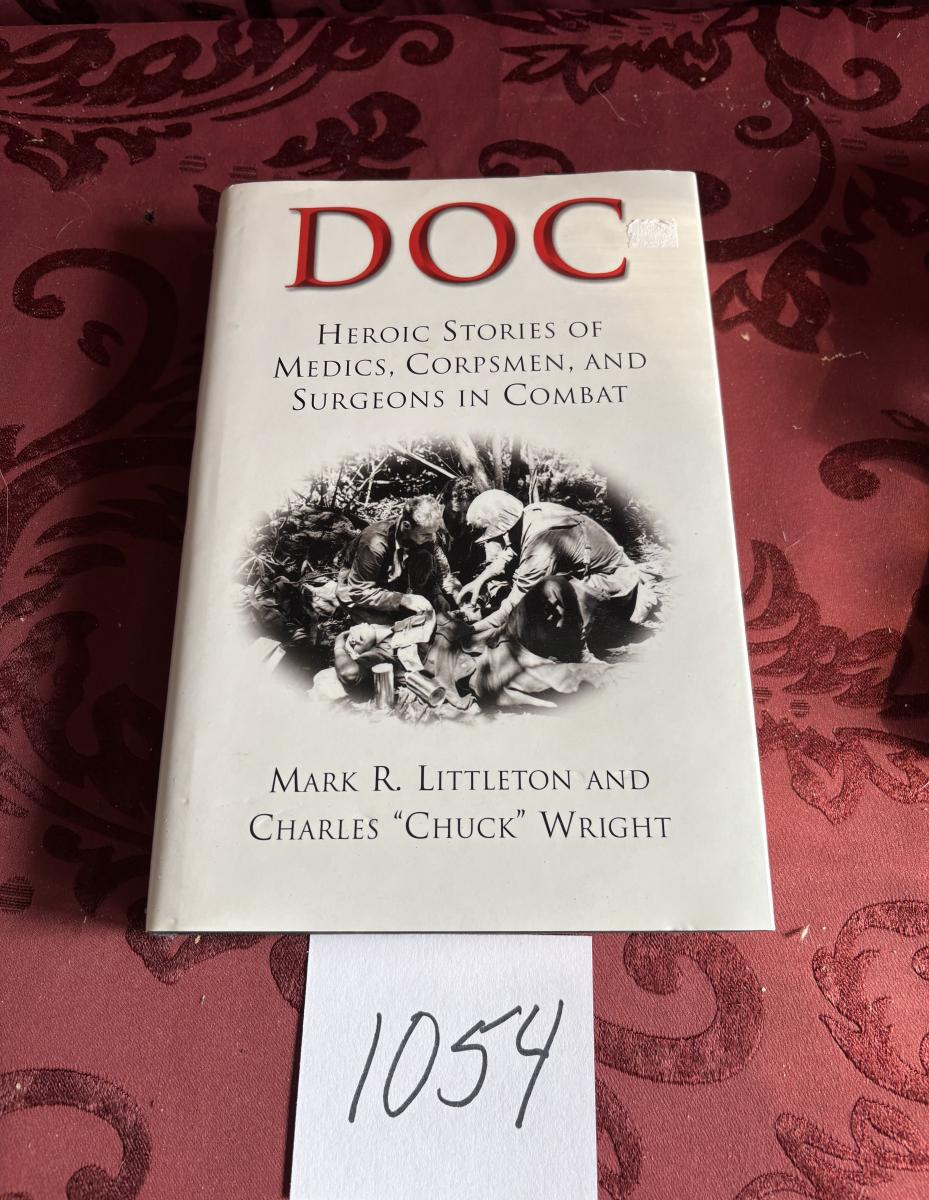 DOC
HEROIC STORIES OF
MEDICS, CORPSMEN, AND
SURGEONS IN COMBAT
MARK R. LITTLETON AND
CHARLES “CHUCK” WRIGHT
1054